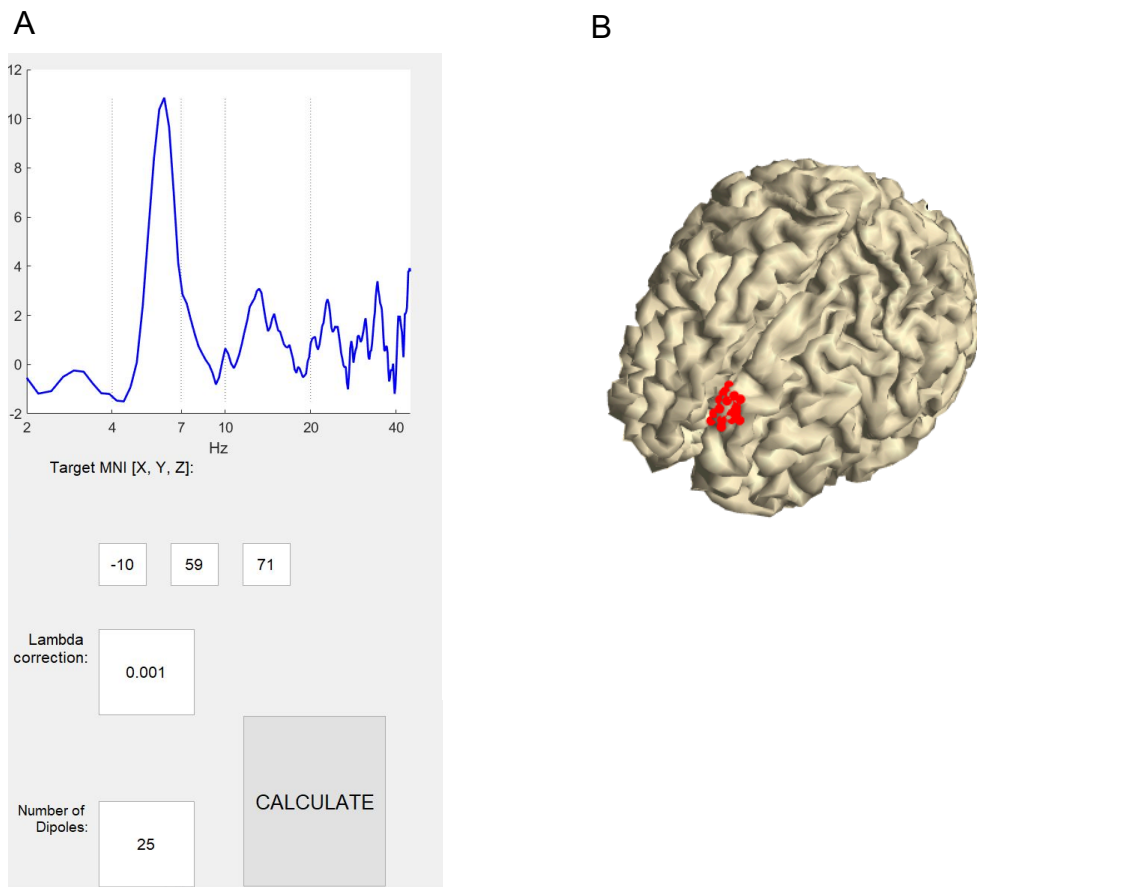 A
B
12
10
8
6
4
2
0
-2
2 4 7 10 20 40
Hz
Target MNI [X, Y, Z]:
-10 59 71
Lambda
correction:
0.001
CALCULATE
Number of
Dipoles:
25